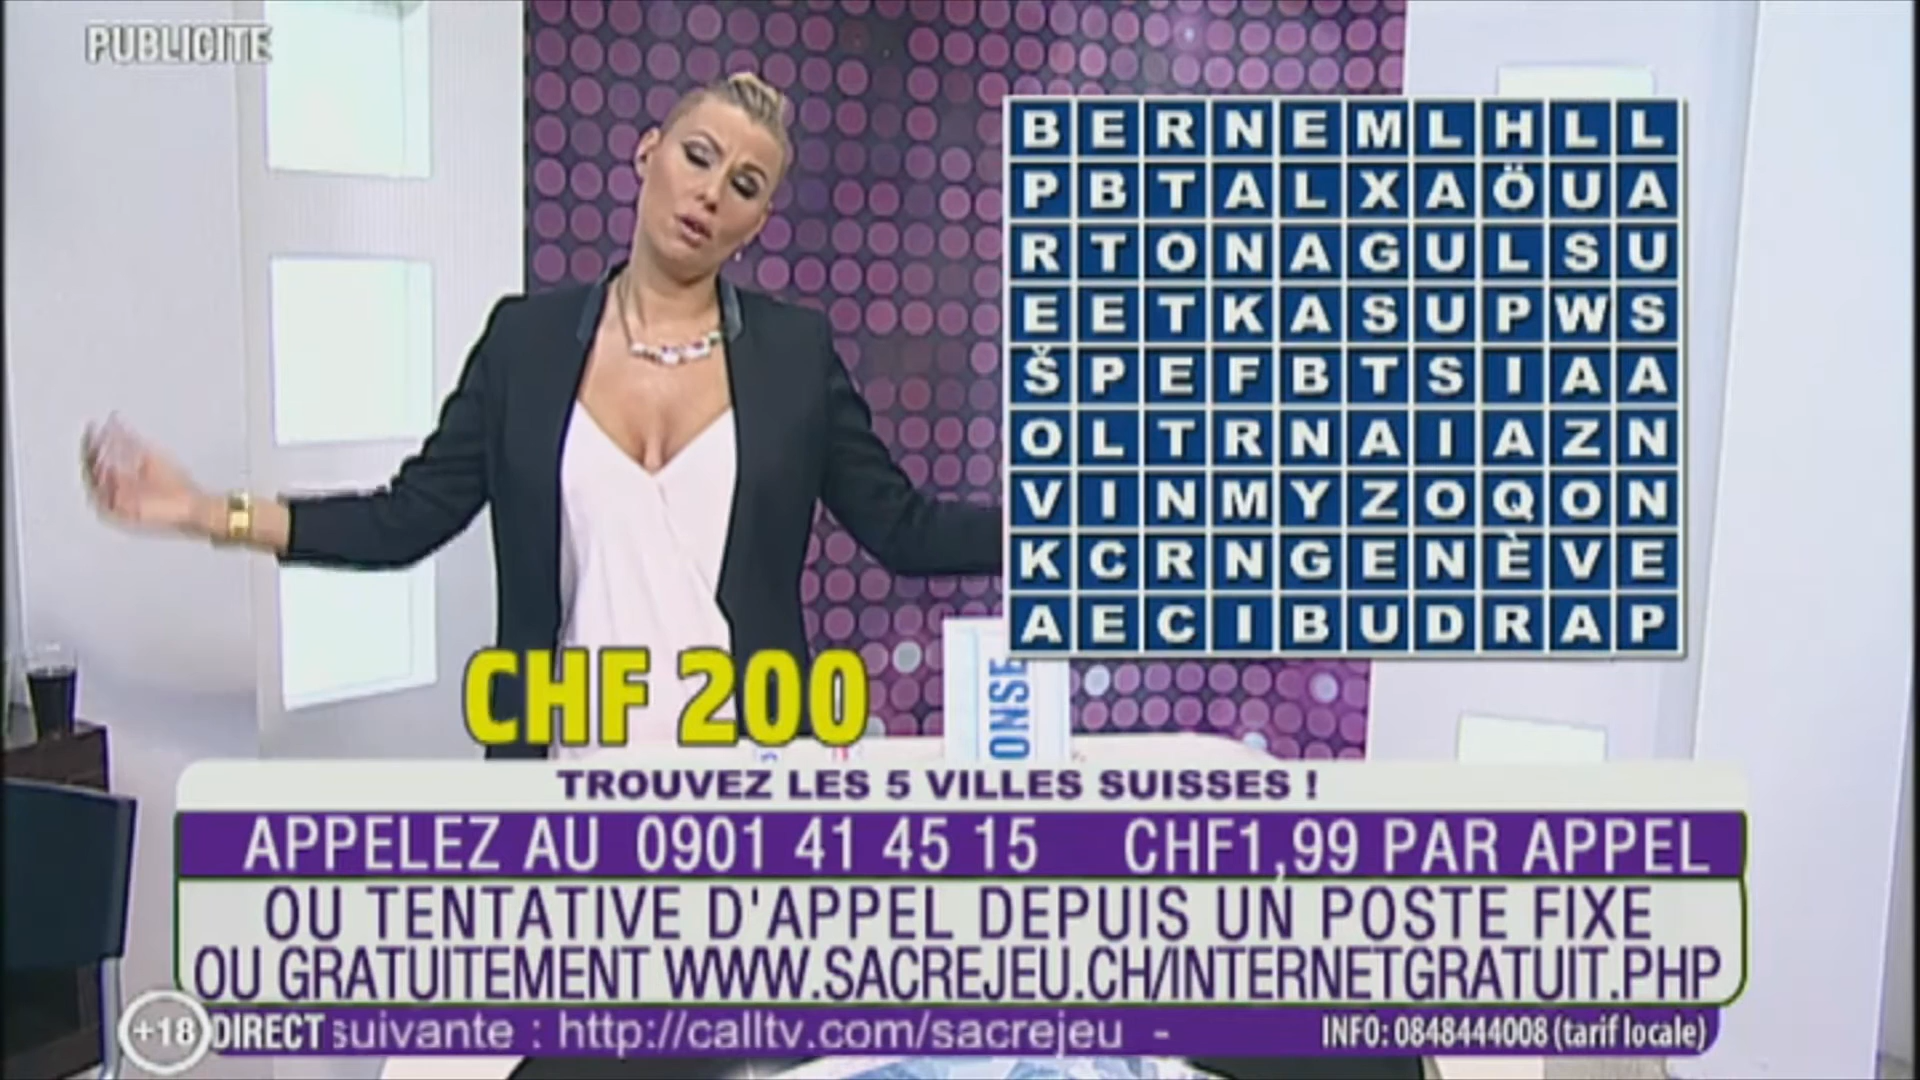 PUBLICITE
B E R N E M L H L L
P B T A L X A Ö U A
R T O N A G U L S U
E E T K A S U P W S
Š P E F B T S I A A
O L T R N A I A Z N
V I N M Y Z O Q O N
K C R N G E N È V E
A E C I B U D R A P
ONSE
CHF 200
TROUVEZ LES 5 VILLES SUISSES !
APPELEZ AU 0901 41 45 15 CHF1,99 PAR APPEL
OU TENTATIVE D'APPEL DEPUIS UN POSTE FIXE
OU GRATUITEMENT WWW.SACREJEU.CH/INTERNETGRATUIT.PHP
+18 DIRECT suivante : http://calltv.com/sacrejeu - INFO: 0848444008 (tarif locale)